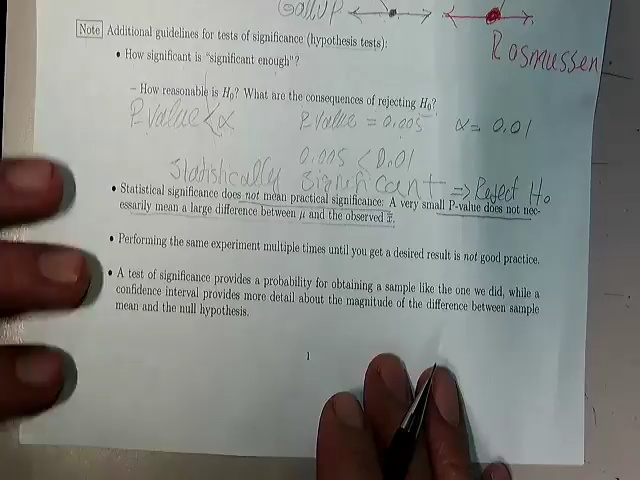 GallUP
Rasmussen
Note Additional guidelines for tests of significance (hypothesis tests):
• How significant is "significant enough"?
– How reasonable is H₀? What are the consequences of rejecting H₀?
P value < α P value = 0.005 α = 0.01
0.005 < 0.01
Statistically significant ⇒ Reject H₀
• Statistical significance does not mean practical significance: A very small P-value does not nec-
essarily mean a large difference between μ and the observed x̄.
• Performing the same experiment multiple times until you get a desired result is not good practice.
• A test of significance provides a probability for obtaining a sample like the one we did, while a
confidence interval provides more detail about the magnitude of the difference between sample
mean and the null hypothesis.
1